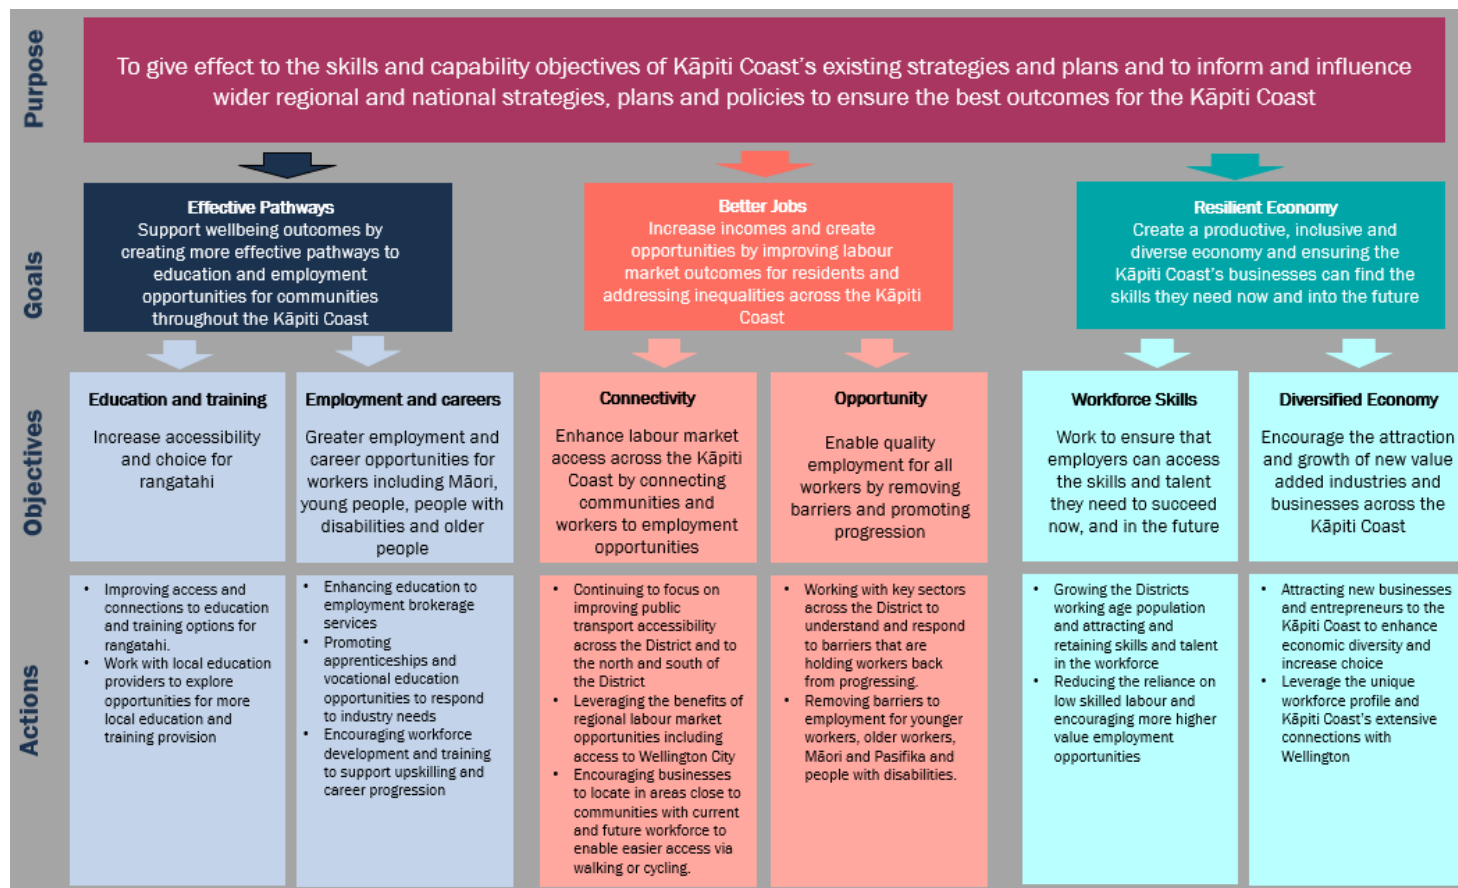 Purpose
To give effect to the skills and capability objectives of Kāpiti Coast's existing strategies and plans and to inform and influence
wider regional and national strategies, plans and policies to ensure the best outcomes for the Kāpiti Coast
Goals
Effective Pathways
Support wellbeing outcomes by
creating more effective pathways to
education and employment
opportunities for communities
throughout the Kāpiti Coast
Better Jobs
Increase incomes and create
opportunities by improving labour
market outcomes for residents and
addressing inequalities across the Kāpiti
Coast
Resilient Economy
Create a productive, inclusive and
diverse economy and ensuring the
Kāpiti Coast's businesses can find the
skills they need now and into the future
Objectives
Education and training
Increase accessibility
and choice for
rangatahi
Employment and careers
Greater employment and
career opportunities for
workers including Māori,
young people, people with
disabilities and older
people
Connectivity
Enhance labour market
access across the Kāpiti
Coast by connecting
communities and
workers to employment
opportunities
Opportunity
Enable quality
employment for all
workers by removing
barriers and promoting
progression
Workforce Skills
Work to ensure that
employers can access
the skills and talent
they need to succeed
now, and in the future
Diversified Economy
Encourage the attraction
and growth of new value
added industries and
businesses across the
Kāpiti Coast
Actions
• Improving access and
connections to education
and training options for
rangatahi.
• Work with local education
providers to explore
opportunities for more
local education and
training provision
• Enhancing education to
employment brokerage
services
• Promoting
apprenticeships and
vocational education
opportunities to respond
to industry needs
• Encouraging workforce
development and training
to support upskilling and
career progression
• Continuing to focus on
improving public
transport accessibility
across the District and to
the north and south of
the District
• Leveraging the benefits of
regional labour market
opportunities including
access to Wellington City
• Encouraging businesses
to locate in areas close to
communities with current
and future workforce to
enable easier access via
walking or cycling.
• Working with key sectors
across the District to
understand and respond
to barriers that are
holding workers back
from progressing.
• Removing barriers to
employment for younger
workers, older workers,
Māori and Pasifika and
people with disabilities.
• Growing the Districts
working age population
and attracting and
retaining skills and talent
in the workforce
• Reducing the reliance on
low skilled labour and
encouraging more higher
value employment
opportunities
• Attracting new businesses
and entrepreneurs to the
Kāpiti Coast to enhance
economic diversity and
increase choice
• Leverage the unique
workforce profile and
Kāpiti Coast's extensive
connections with
Wellington